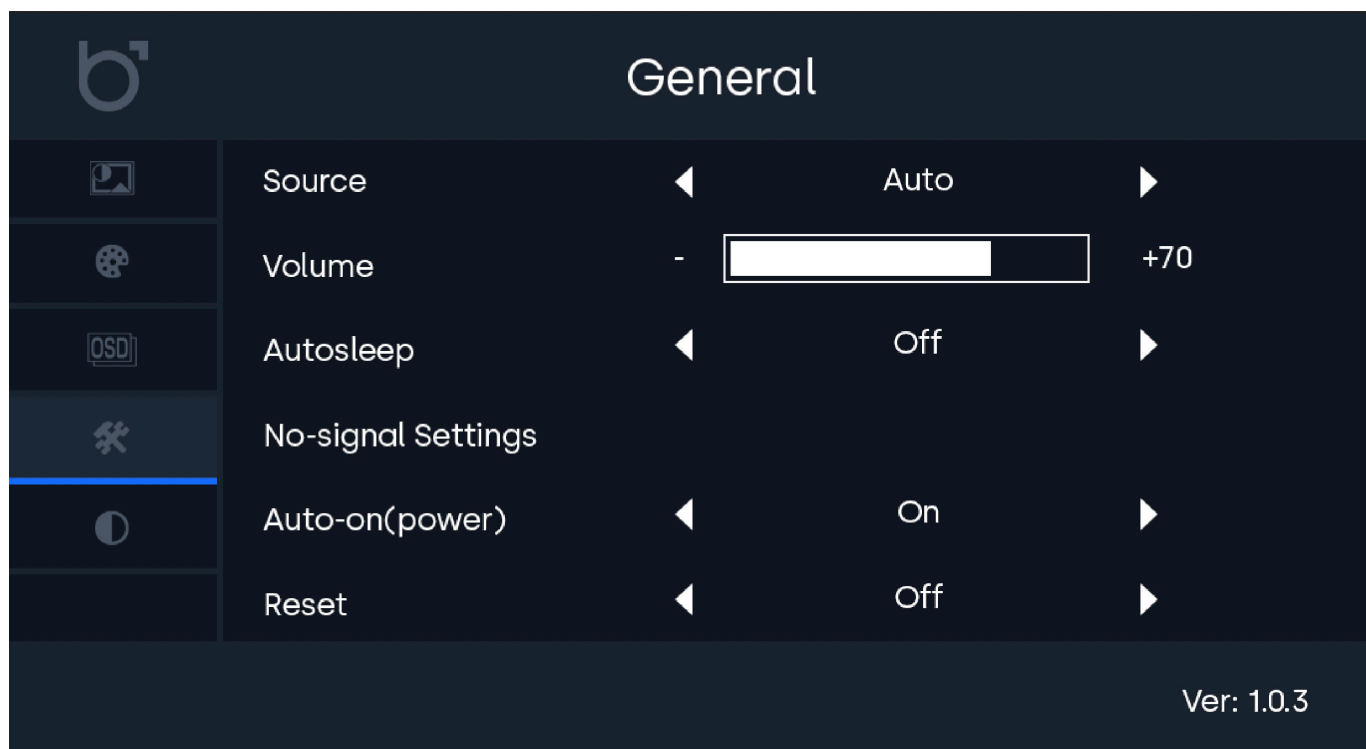 General
Source Auto
Volume - +70
OSD
Autosleep Off
No-signal Settings
Auto-on(power) On
Reset Off
Ver: 1.0.3